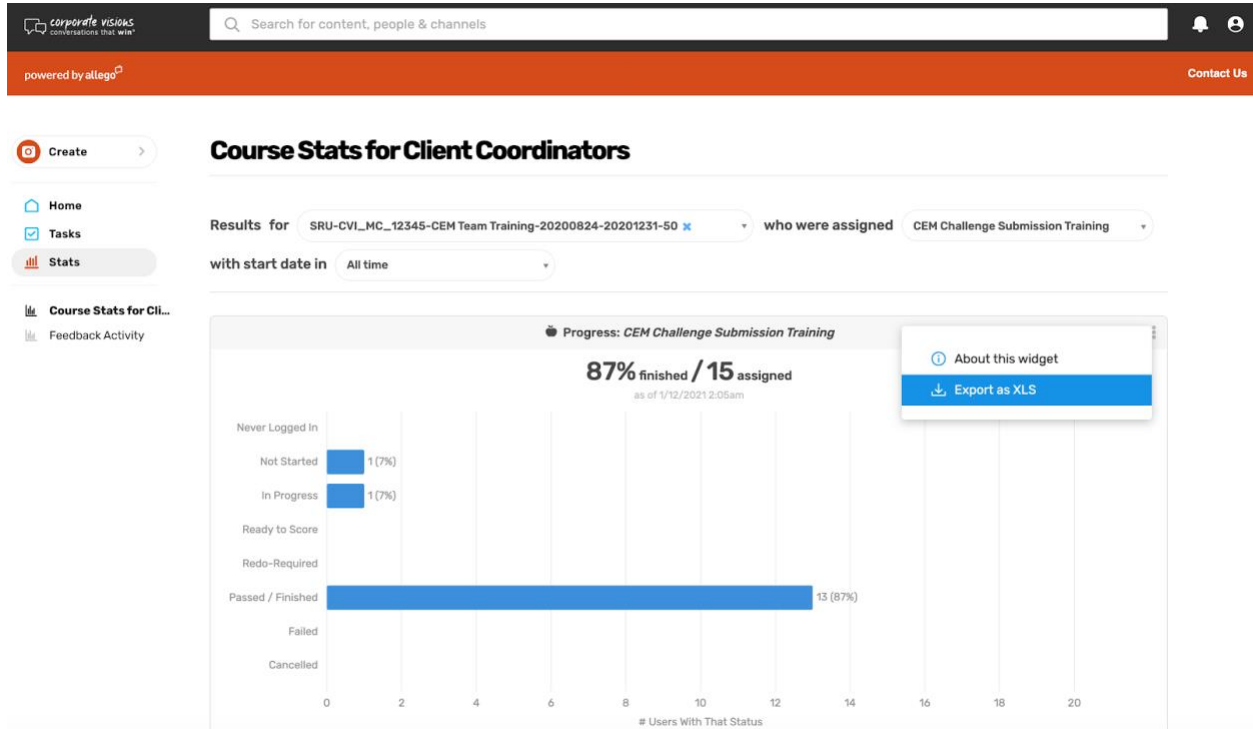 corporate visions
conversations that win®
Search for content, people & channels
powered by allego
Contact Us
Create
Course Stats for Client Coordinators
Home
Tasks
Stats
Course Stats for Cli...
Feedback Activity
Results for SRU-CVI_MC_12345-CEM Team Training-20200824-20201231-50 x who were assigned CEM Challenge Submission Training
with start date in All time
Progress: CEM Challenge Submission Training
87% finished / 15 assigned
as of 1/12/2021 2:05am
About this widget
Export as XLS
Never Logged In
Not Started 1 (7%)
In Progress 1 (7%)
Ready to Score
Redo-Required
Passed / Finished 13 (87%)
Failed
Cancelled
0 2 4 6 8 10 12 14 16 18 20
# Users With That Status